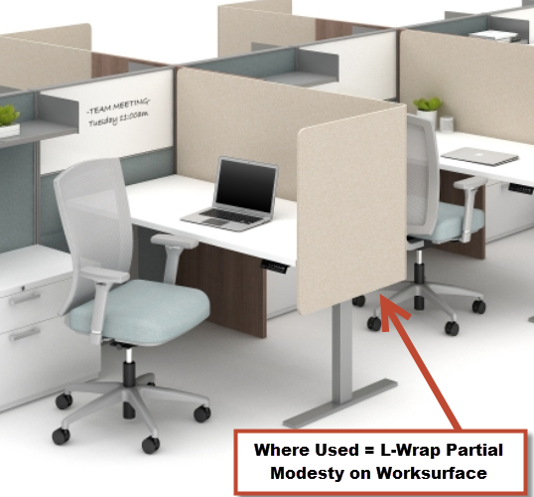 -TEAM MEETING-
Tuesday 11:00am
Where Used = L-Wrap Partial
Modesty on Worksurface